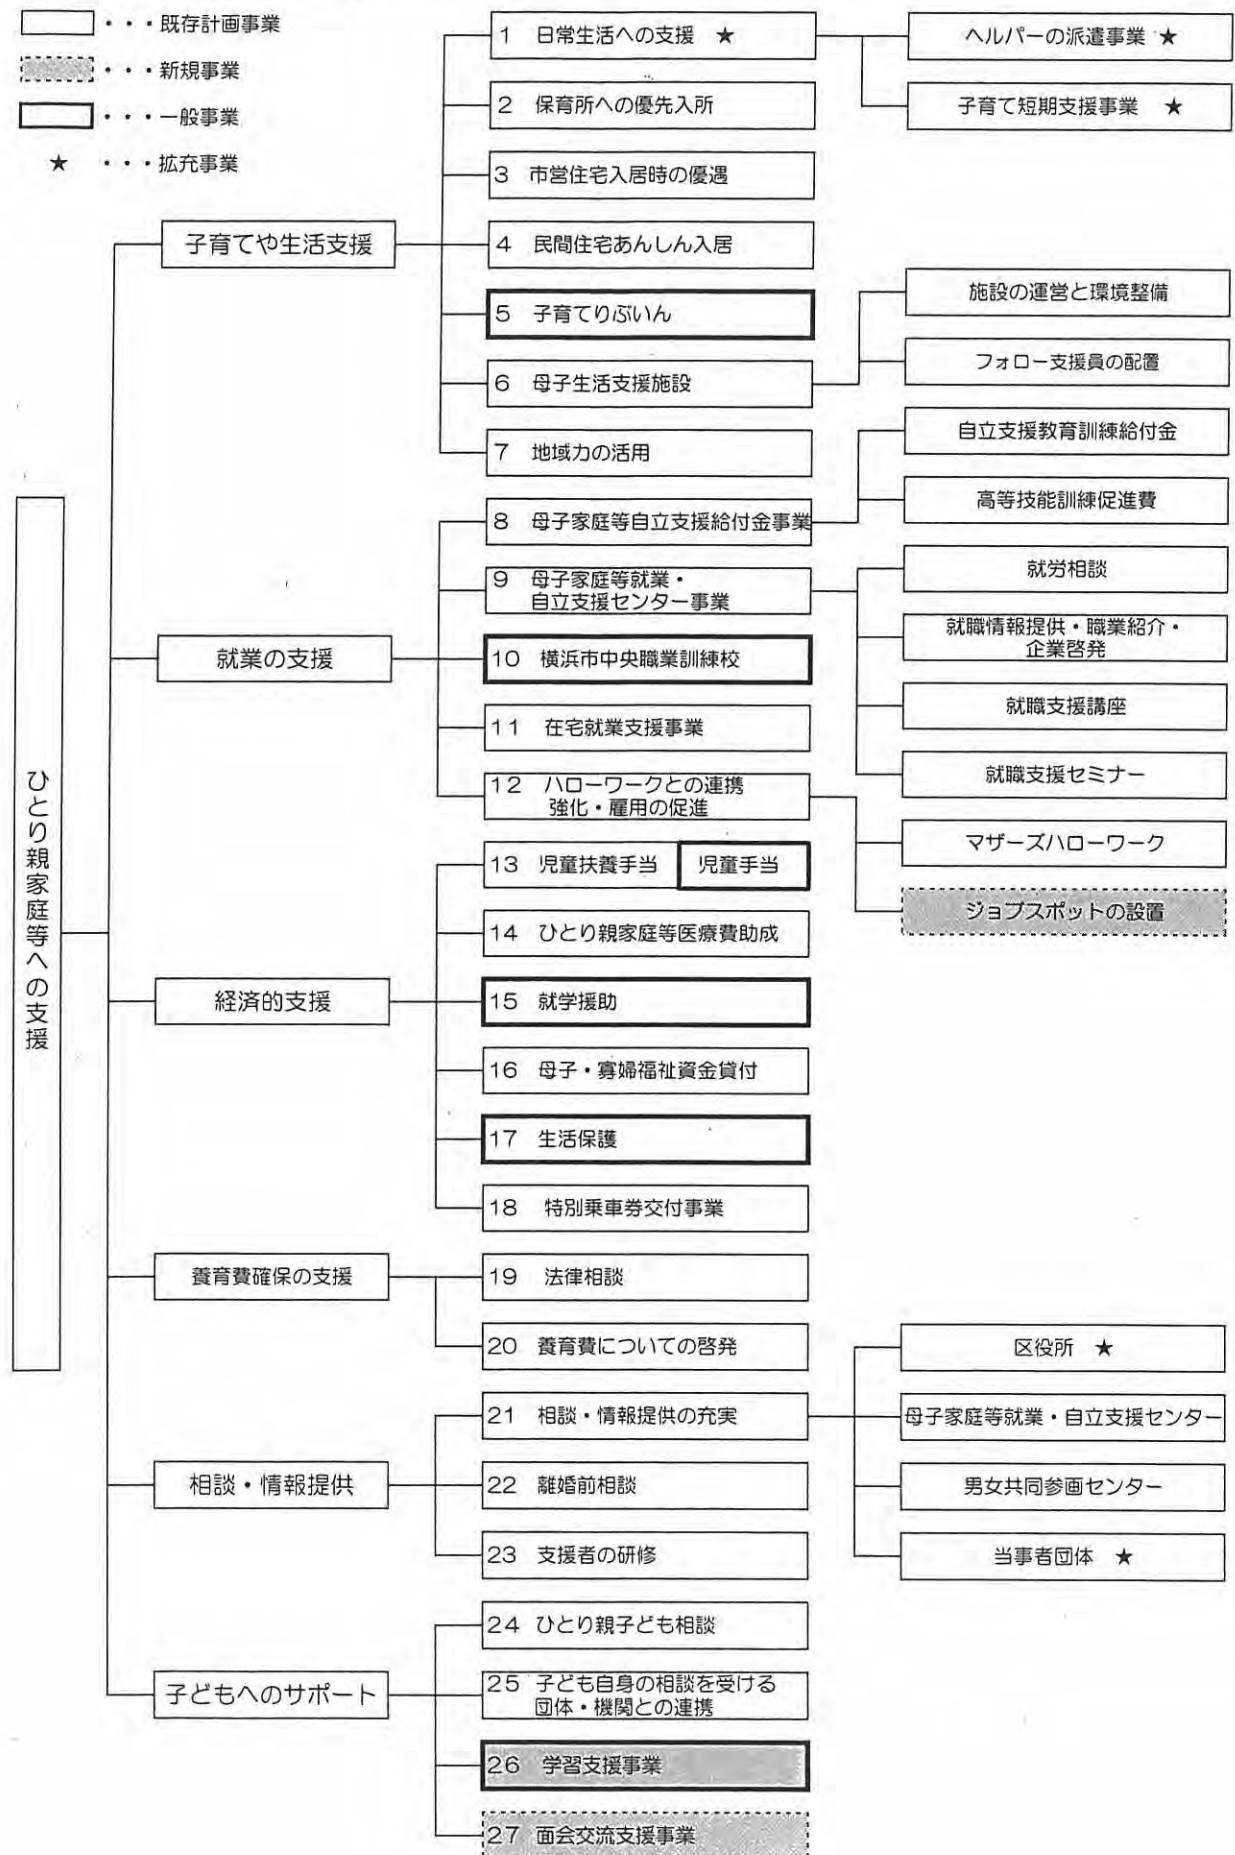 ・・・既存計画事業
・・・新規事業
・・・一般事業
★ ・・・拡充事業
ひとり親家庭等への支援
子育てや生活支援
1 日常生活への支援 ★
ヘルパーの派遣事業 ★
子育て短期支援事業 ★
2 保育所への優先入所
3 市営住宅入居時の優遇
4 民間住宅あんしん入居
5 子育てりぶいん
6 母子生活支援施設
施設の運営と環境整備
フォロー支援員の配置
7 地域力の活用
就業の支援
8 母子家庭等自立支援給付金事業
自立支援教育訓練給付金
高等技能訓練促進費
9 母子家庭等就業・
自立支援センター事業
就労相談
就職情報提供・職業紹介・
企業啓発
就職支援講座
就職支援セミナー
10 横浜市中央職業訓練校
11 在宅就業支援事業
12 ハローワークとの連携
強化・雇用の促進
マザーズハローワーク
ジョブスポットの設置
経済的支援
13 児童扶養手当 児童手当
14 ひとり親家庭等医療費助成
15 就学援助
16 母子・寡婦福祉資金貸付
17 生活保護
18 特別乗車券交付事業
養育費確保の支援
19 法律相談
20 養育費についての啓発
相談・情報提供
21 相談・情報提供の充実
区役所 ★
母子家庭等就業・自立支援センター
男女共同参画センター
当事者団体 ★
22 離婚前相談
23 支援者の研修
子どもへのサポート
24 ひとり親子ども相談
25 子ども自身の相談を受ける
団体・機関との連携
26 学習支援事業
27 面会交流支援事業